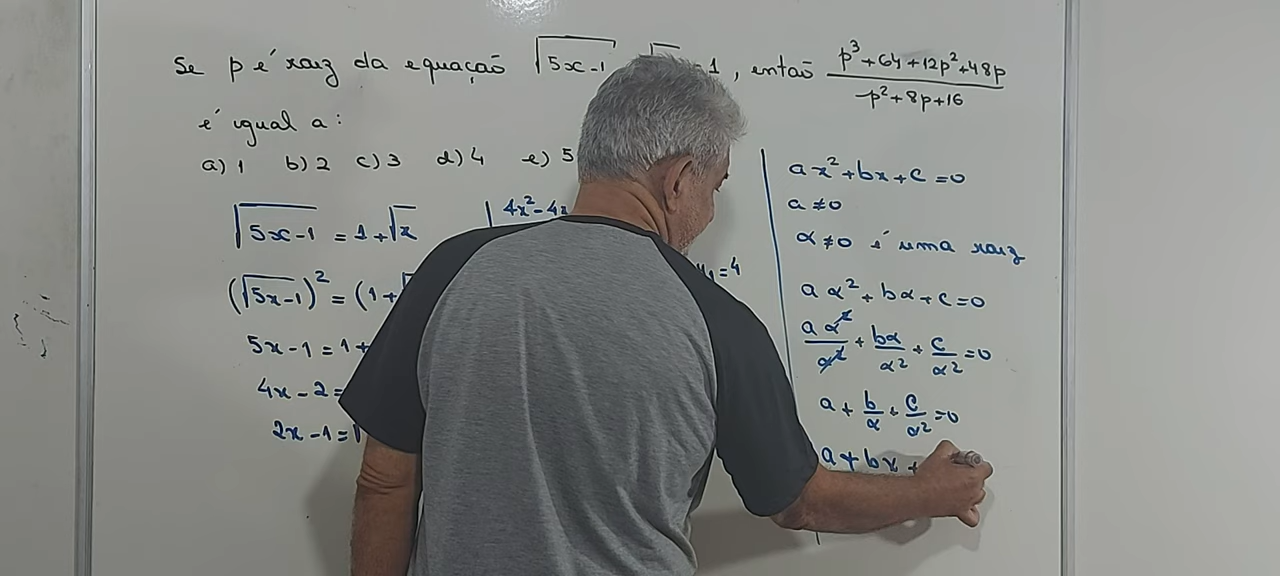 Se p é raiz da equação √5x-1 √ 1, então p³+64+12p²+48p / p²+8p+16
é igual a:
a) 1 b) 2 c) 3 d) 4 e) 5
√5x-1 = 1+√x
(√5x-1)² = (1+
5x-1 = 1+
4x-2=
2x-1=
4x²-4x
=4
ax²+bx+c=0
a≠0
α≠0 é uma raiz
aα²+bα+c=0
aα²/α² + bα/α² + c/α² =0
a + b/α + c/α² =0
a+bx+